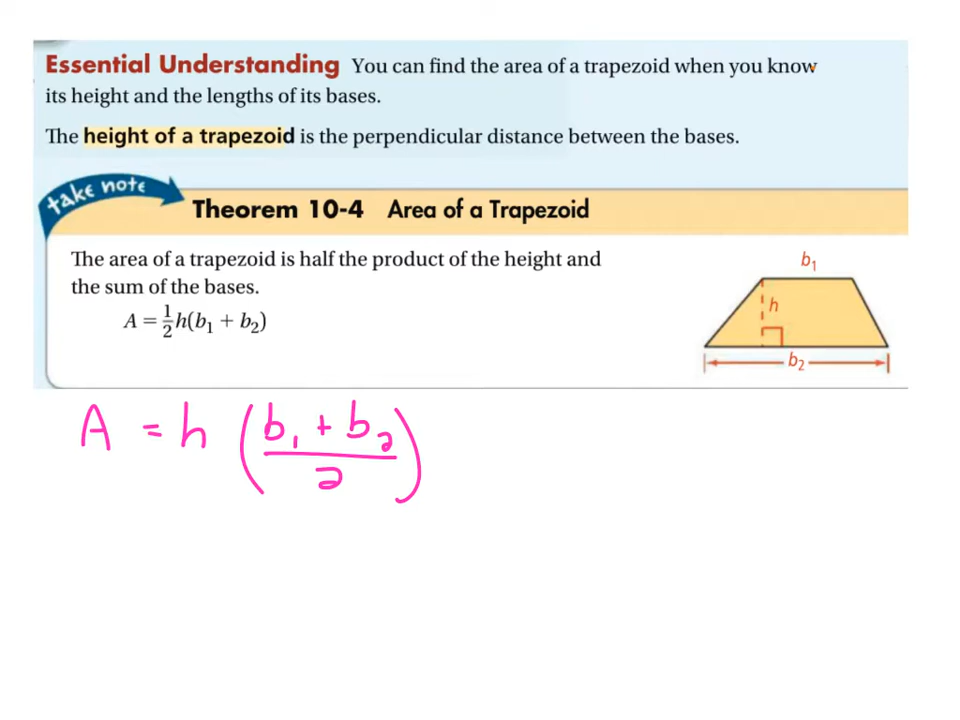 Essential Understanding You can find the area of a trapezoid when you know
its height and the lengths of its bases.
The height of a trapezoid is the perpendicular distance between the bases.
take note
Theorem 10-4 Area of a Trapezoid
The area of a trapezoid is half the product of the height and
the sum of the bases.
A = 1/2 h(b₁ + b₂)
b₁
h
b₂
A = h ( (b₁ + b₂) / 2 )